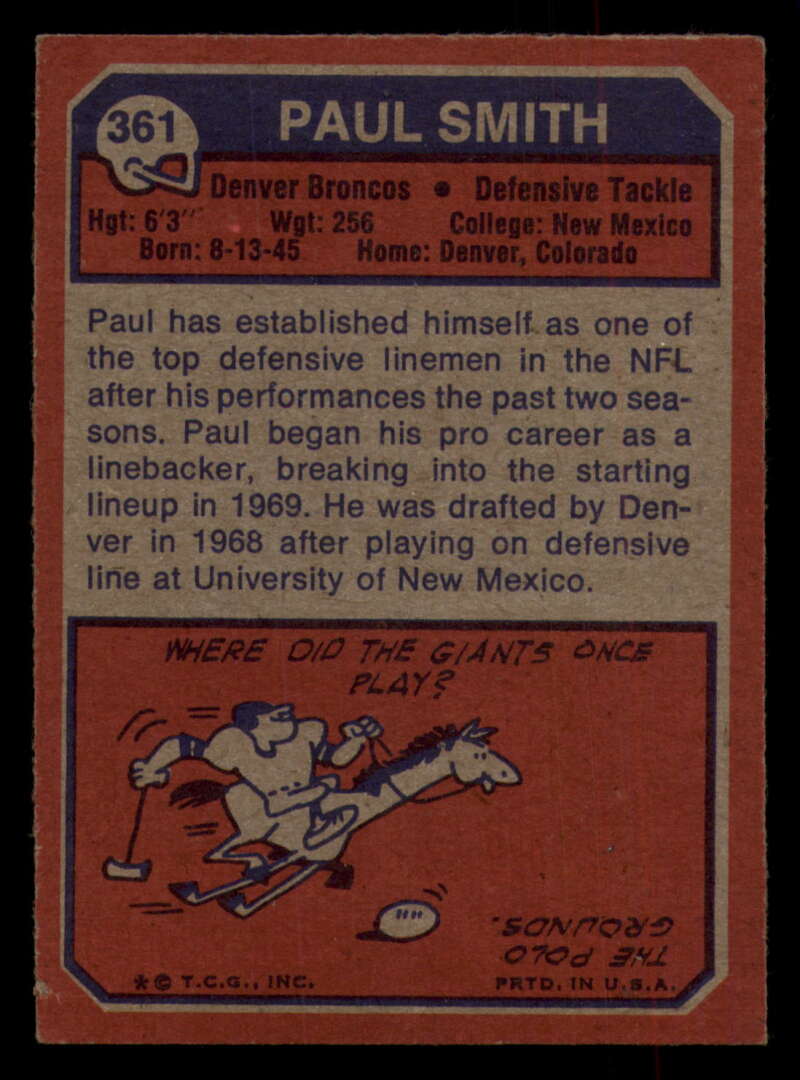 361
PAUL SMITH
Denver Broncos • Defensive Tackle
Hgt: 6'3" Wgt: 256 College: New Mexico
Born: 8-13-45 Home: Denver, Colorado
Paul has established himself as one of
the top defensive linemen in the NFL
after his performances the past two sea-
sons. Paul began his pro career as a
linebacker, breaking into the starting
lineup in 1969. He was drafted by Den-
ver in 1968 after playing on defensive
line at University of New Mexico.
WHERE DID THE GIANTS ONCE
PLAY?
THE POLO
GROUNDS.
*© T.C.G., INC. PRTD. IN U.S.A.